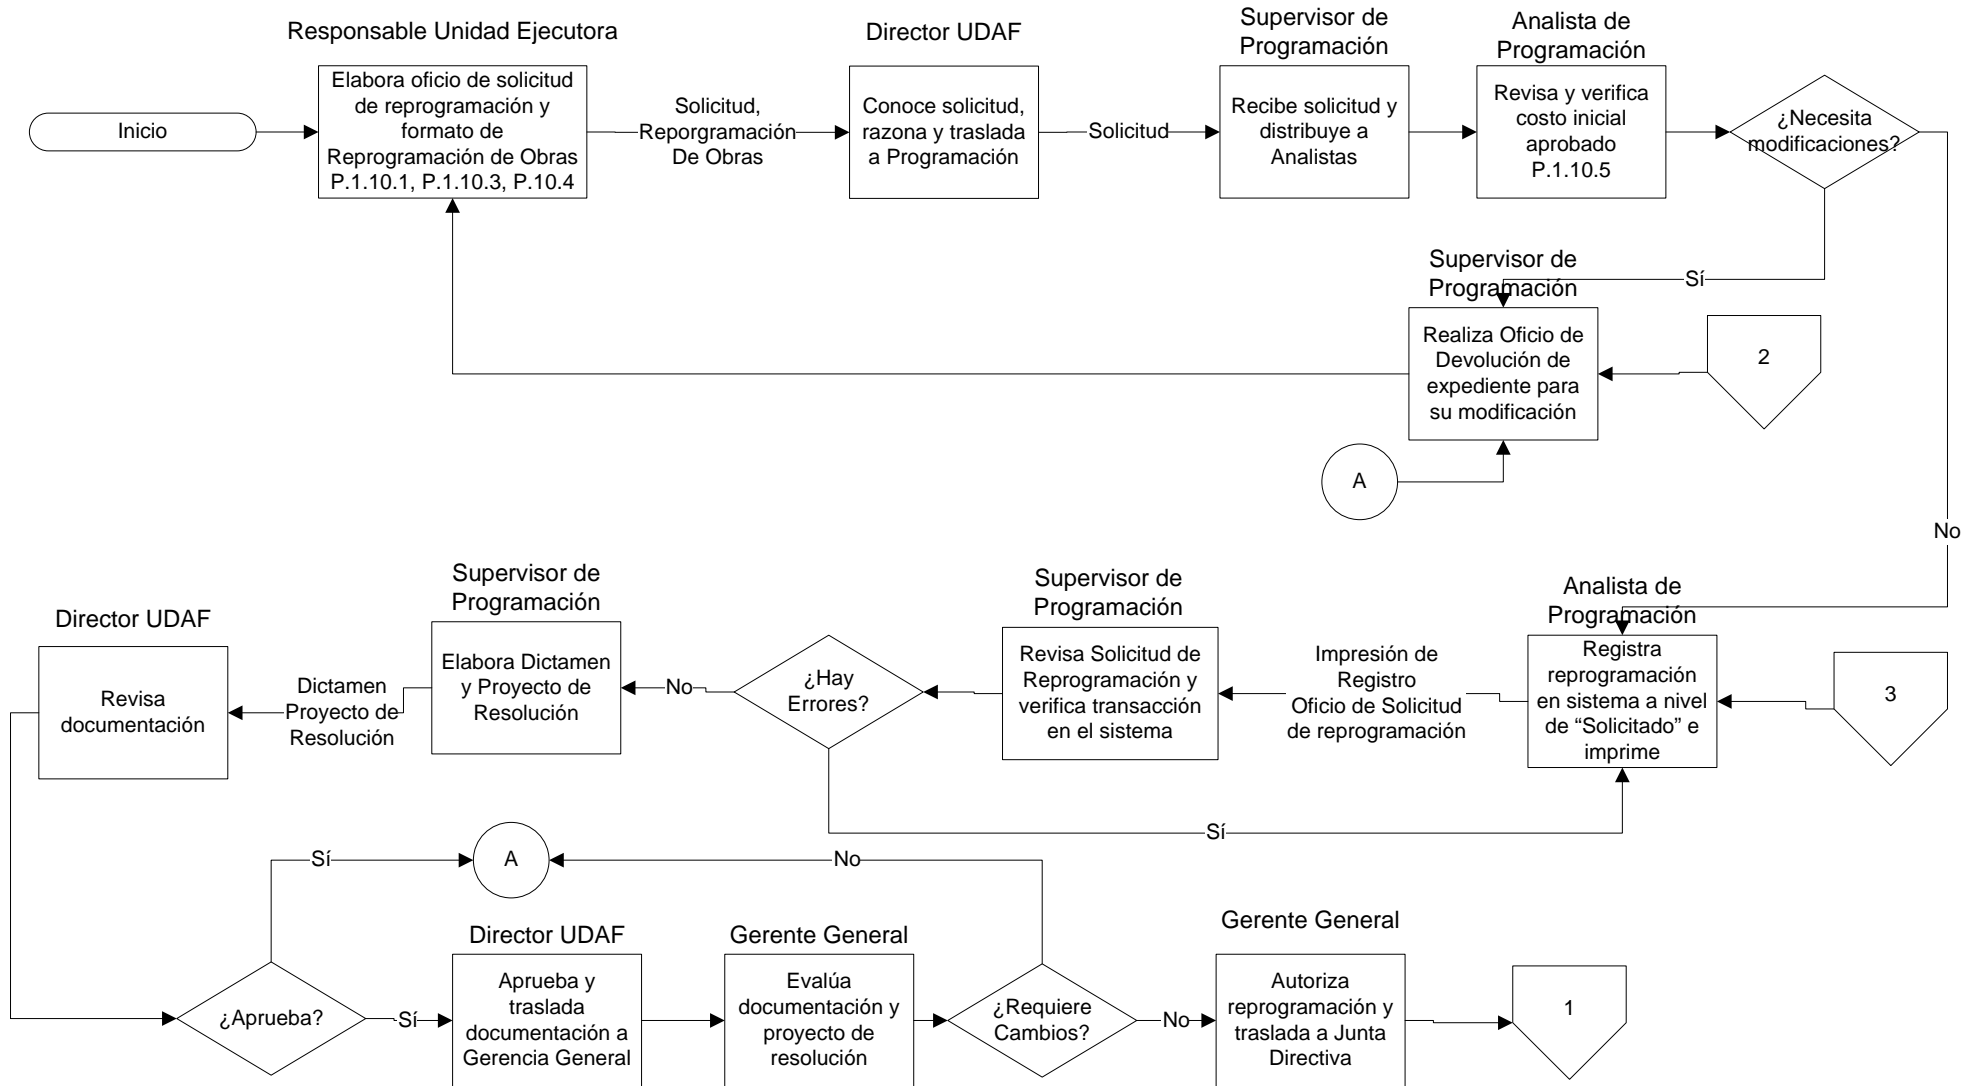 Responsable Unidad Ejecutora
Director UDAF
Supervisor de
Programación
Analista de
Programación
Inicio
Elabora oficio de solicitud
de reprogramación y
formato de
Reprogramación de Obras
P.1.10.1, P.1.10.3, P.10.4
Solicitud,
Reporgramación
De Obras
Conoce solicitud,
razona y traslada
a Programación
Solicitud
Recibe solicitud y
distribuye a
Analistas
Revisa y verifica
costo inicial
aprobado
P.1.10.5
¿Necesita
modificaciones?
Sí
Supervisor de
Programación
Realiza Oficio de
Devolución de
expediente para
su modificación
2
A
No
Director UDAF
Supervisor de
Programación
Supervisor de
Programación
Analista de
Programación
Revisa
documentación
Dictamen
Proyecto de
Resolución
Elabora Dictamen
y Proyecto de
Resolución
No
¿Hay
Errores?
Revisa Solicitud de
Reprogramación y
verifica transacción
en el sistema
Impresión de
Registro
Oficio de Solicitud
de reprogramación
Registra
reprogramación
en sistema a nivel
de “Solicitado” e
imprime
3
Sí
Sí
A
No
Director UDAF
Gerente General
Gerente General
¿Aprueba?
Sí
Aprueba y
traslada
documentación a
Gerencia General
Evalúa
documentación y
proyecto de
resolución
¿Requiere
Cambios?
No
Autoriza
reprogramación y
traslada a Junta
Directiva
1